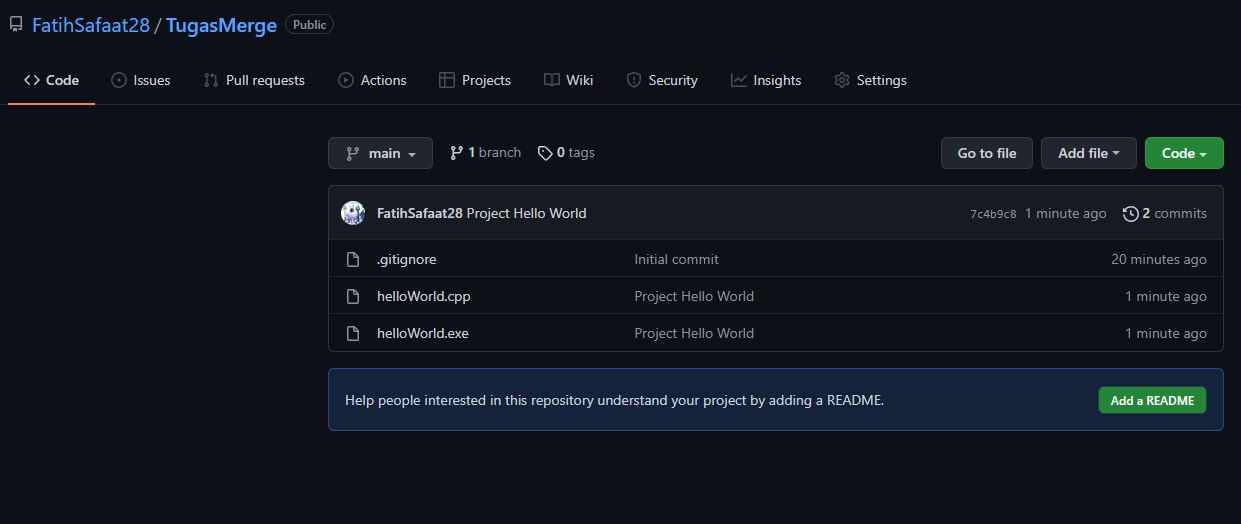 FatihSafaat28 / TugasMerge Public
Code Issues Pull requests Actions Projects Wiki Security Insights Settings
main 1 branch 0 tags Go to file Add file Code
FatihSafaat28 Project Hello World 7c4b9c8 1 minute ago 2 commits
.gitignore Initial commit 20 minutes ago
helloWorld.cpp Project Hello World 1 minute ago
helloWorld.exe Project Hello World 1 minute ago
Help people interested in this repository understand your project by adding a README. Add a README